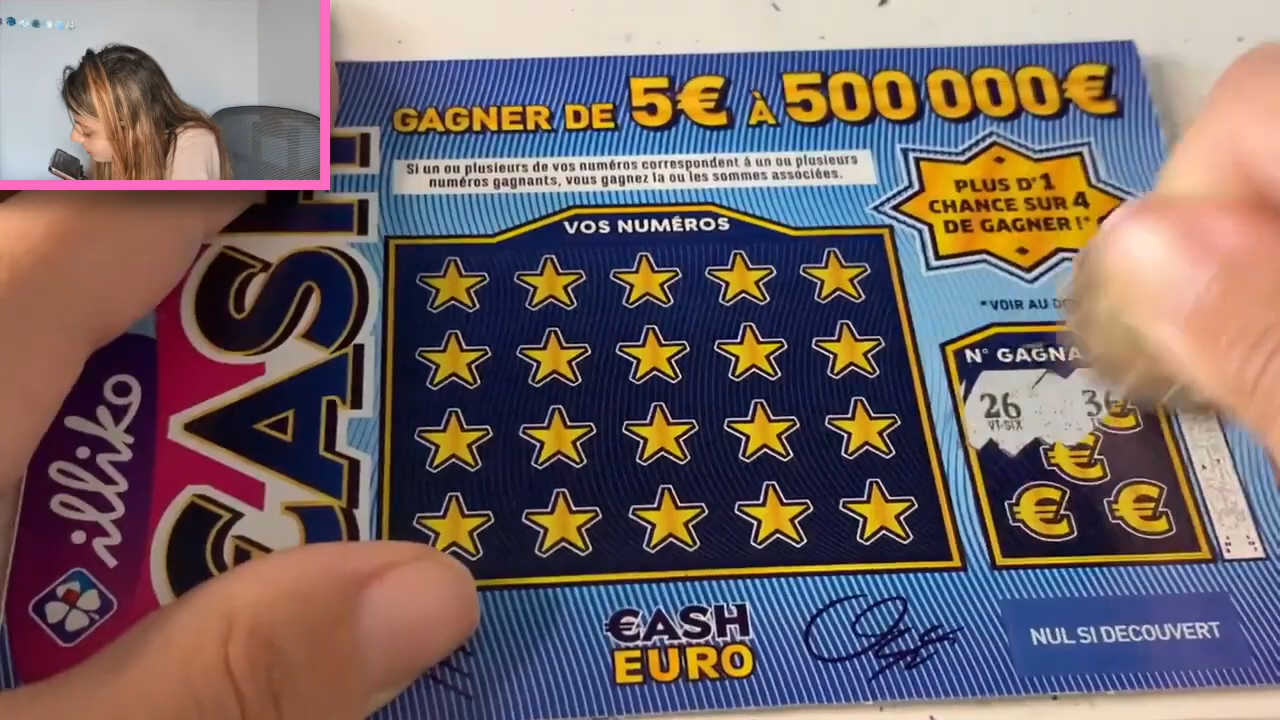 GAGNER DE 5€ À 500 000€
Si un ou plusieurs de vos numéros correspondent à un ou plusieurs
numéros gagnants, vous gagnez la ou les sommes associées.
PLUS D'1
CHANCE SUR 4
DE GAGNER !*
*VOIR AU
VOS NUMÉROS
N° GAGNA
26
VT-SIX
illiko
CASH
€ASH
EURO
NUL SI DECOUVERT